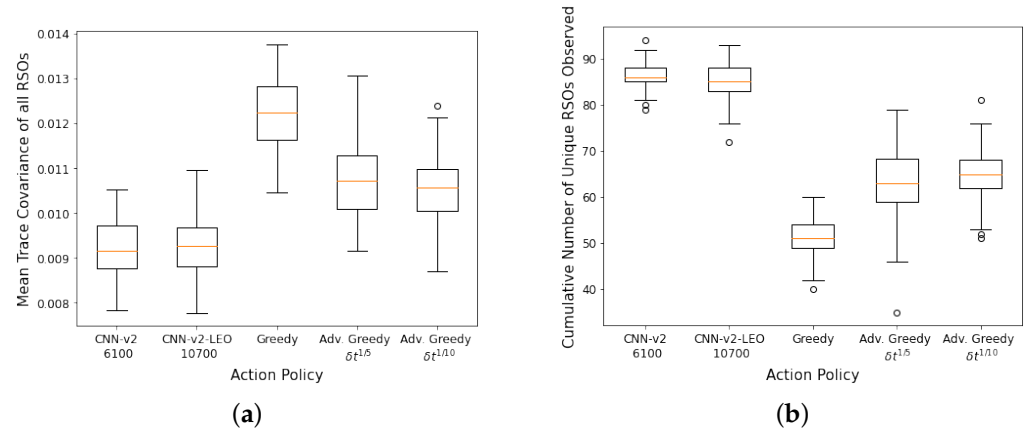 Mean Trace Covariance of all RSOs
0.014
0.013
0.012
0.011
0.010
0.009
0.008
CNN-v2
6100
CNN-v2-LEO
10700
Greedy
Adv. Greedy
δt^{1/5}
Adv. Greedy
δt^{1/10}
Action Policy
(a)
Cumulative Number of Unique RSOs Observed
90
80
70
60
50
40
CNN-v2
6100
CNN-v2-LEO
10700
Greedy
Adv. Greedy
δt^{1/5}
Adv. Greedy
δt^{1/10}
Action Policy
(b)